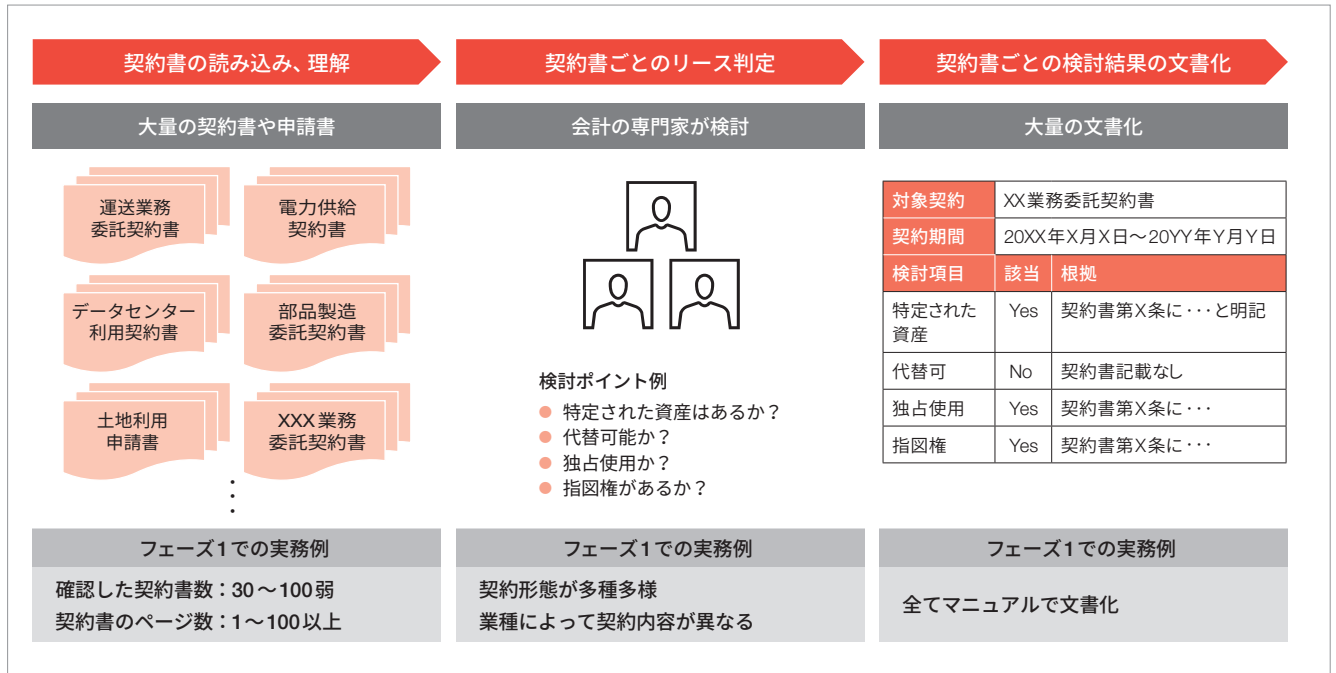 契約書の読み込み、理解
契約書ごとのリース判定
契約書ごとの検討結果の文書化
大量の契約書や申請書
会計の専門家が検討
大量の文書化
運送業務
委託契約書
電力供給
契約書
データセンター
利用契約書
部品製造
委託契約書
土地利用
申請書
XXX業務
委託契約書
検討ポイント例
● 特定された資産はあるか？
● 代替可能か？
● 独占使用か？
● 指図権があるか？
対象契約 XX業務委託契約書
契約期間 20XX年X月X日～20YY年Y月Y日
検討項目 該当 根拠
特定された
資産 Yes 契約書第X条に・・・と明記
代替可 No 契約書記載なし
独占使用 Yes 契約書第X条に・・・
指図権 Yes 契約書第X条に・・・
フェーズ1での実務例
確認した契約書数：30～100弱
契約書のページ数：1～100以上
フェーズ1での実務例
契約形態が多種多様
業種によって契約内容が異なる
フェーズ1での実務例
全てマニュアルで文書化